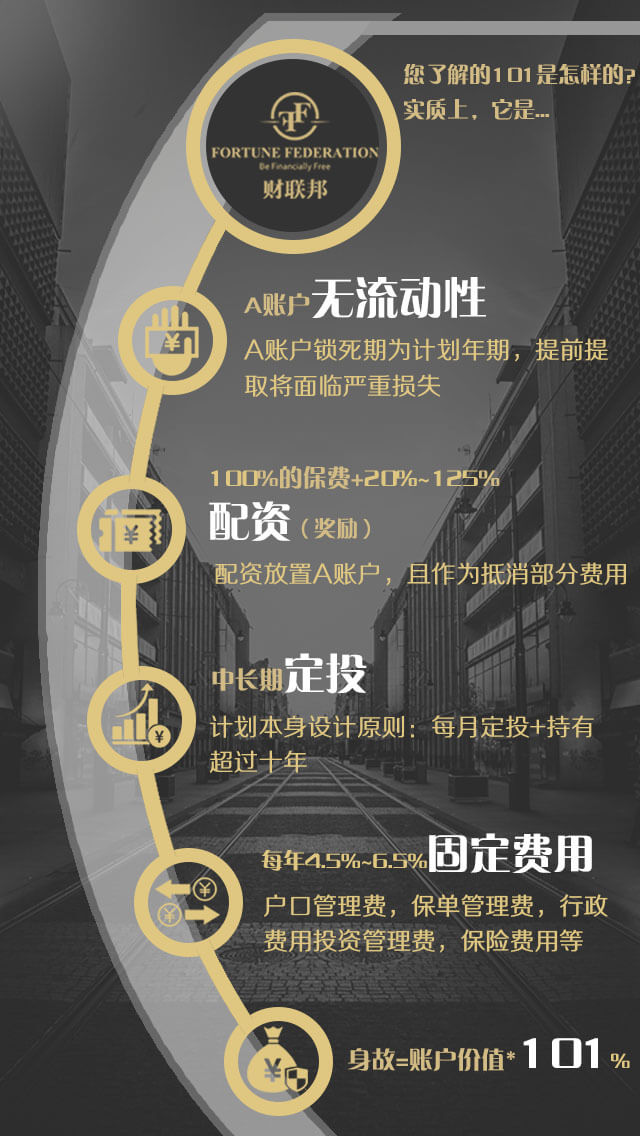 您了解的101是怎样的?
实质上，它是...
FORTUNE FEDERATION
Be Financially Free
财联邦
A账户无流动性
A账户锁死期为计划年期，提前提
取将面临严重损失
100%的保费+20%~125%
配资（奖励）
配资放置A账户，且作为抵消部分费用
中长期定投
计划本身设计原则：每月定投+持有
超过十年
每年4.5%~6.5%固定费用
户口管理费，保单管理费，行政
费用投资管理费，保险费用等
身故=账户价值*101%